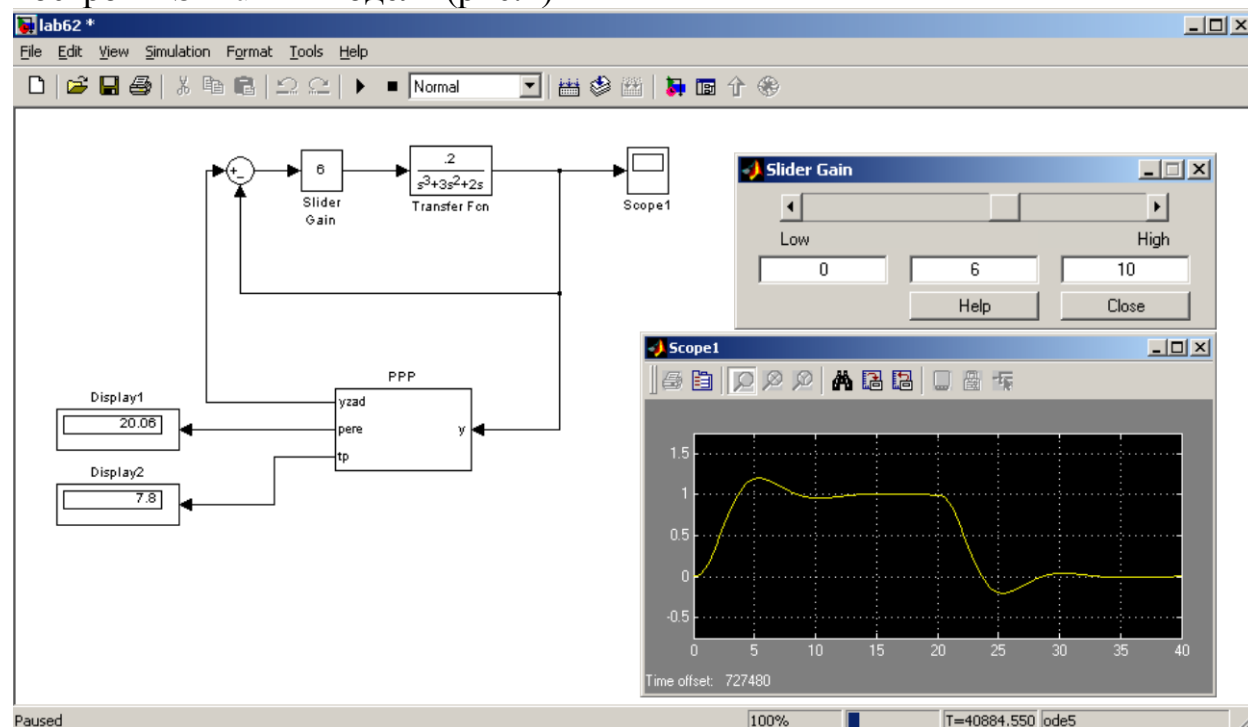 lab62 *
File Edit View Simulation Format Tools Help
Normal
6
Slider
Gain
.2
s³+3s²+2s
Transfer Fcn
Scope1
PPP
yzad
pere
tp
y
Display1
20.06
Display2
7.8
Slider Gain
Low High
0 6 10
Help Close
Scope1
1.5
1
0.5
0
-0.5
0 5 10 15 20 25 30 35 40
Time offset: 727480
Paused 100% T=40884.550 ode5